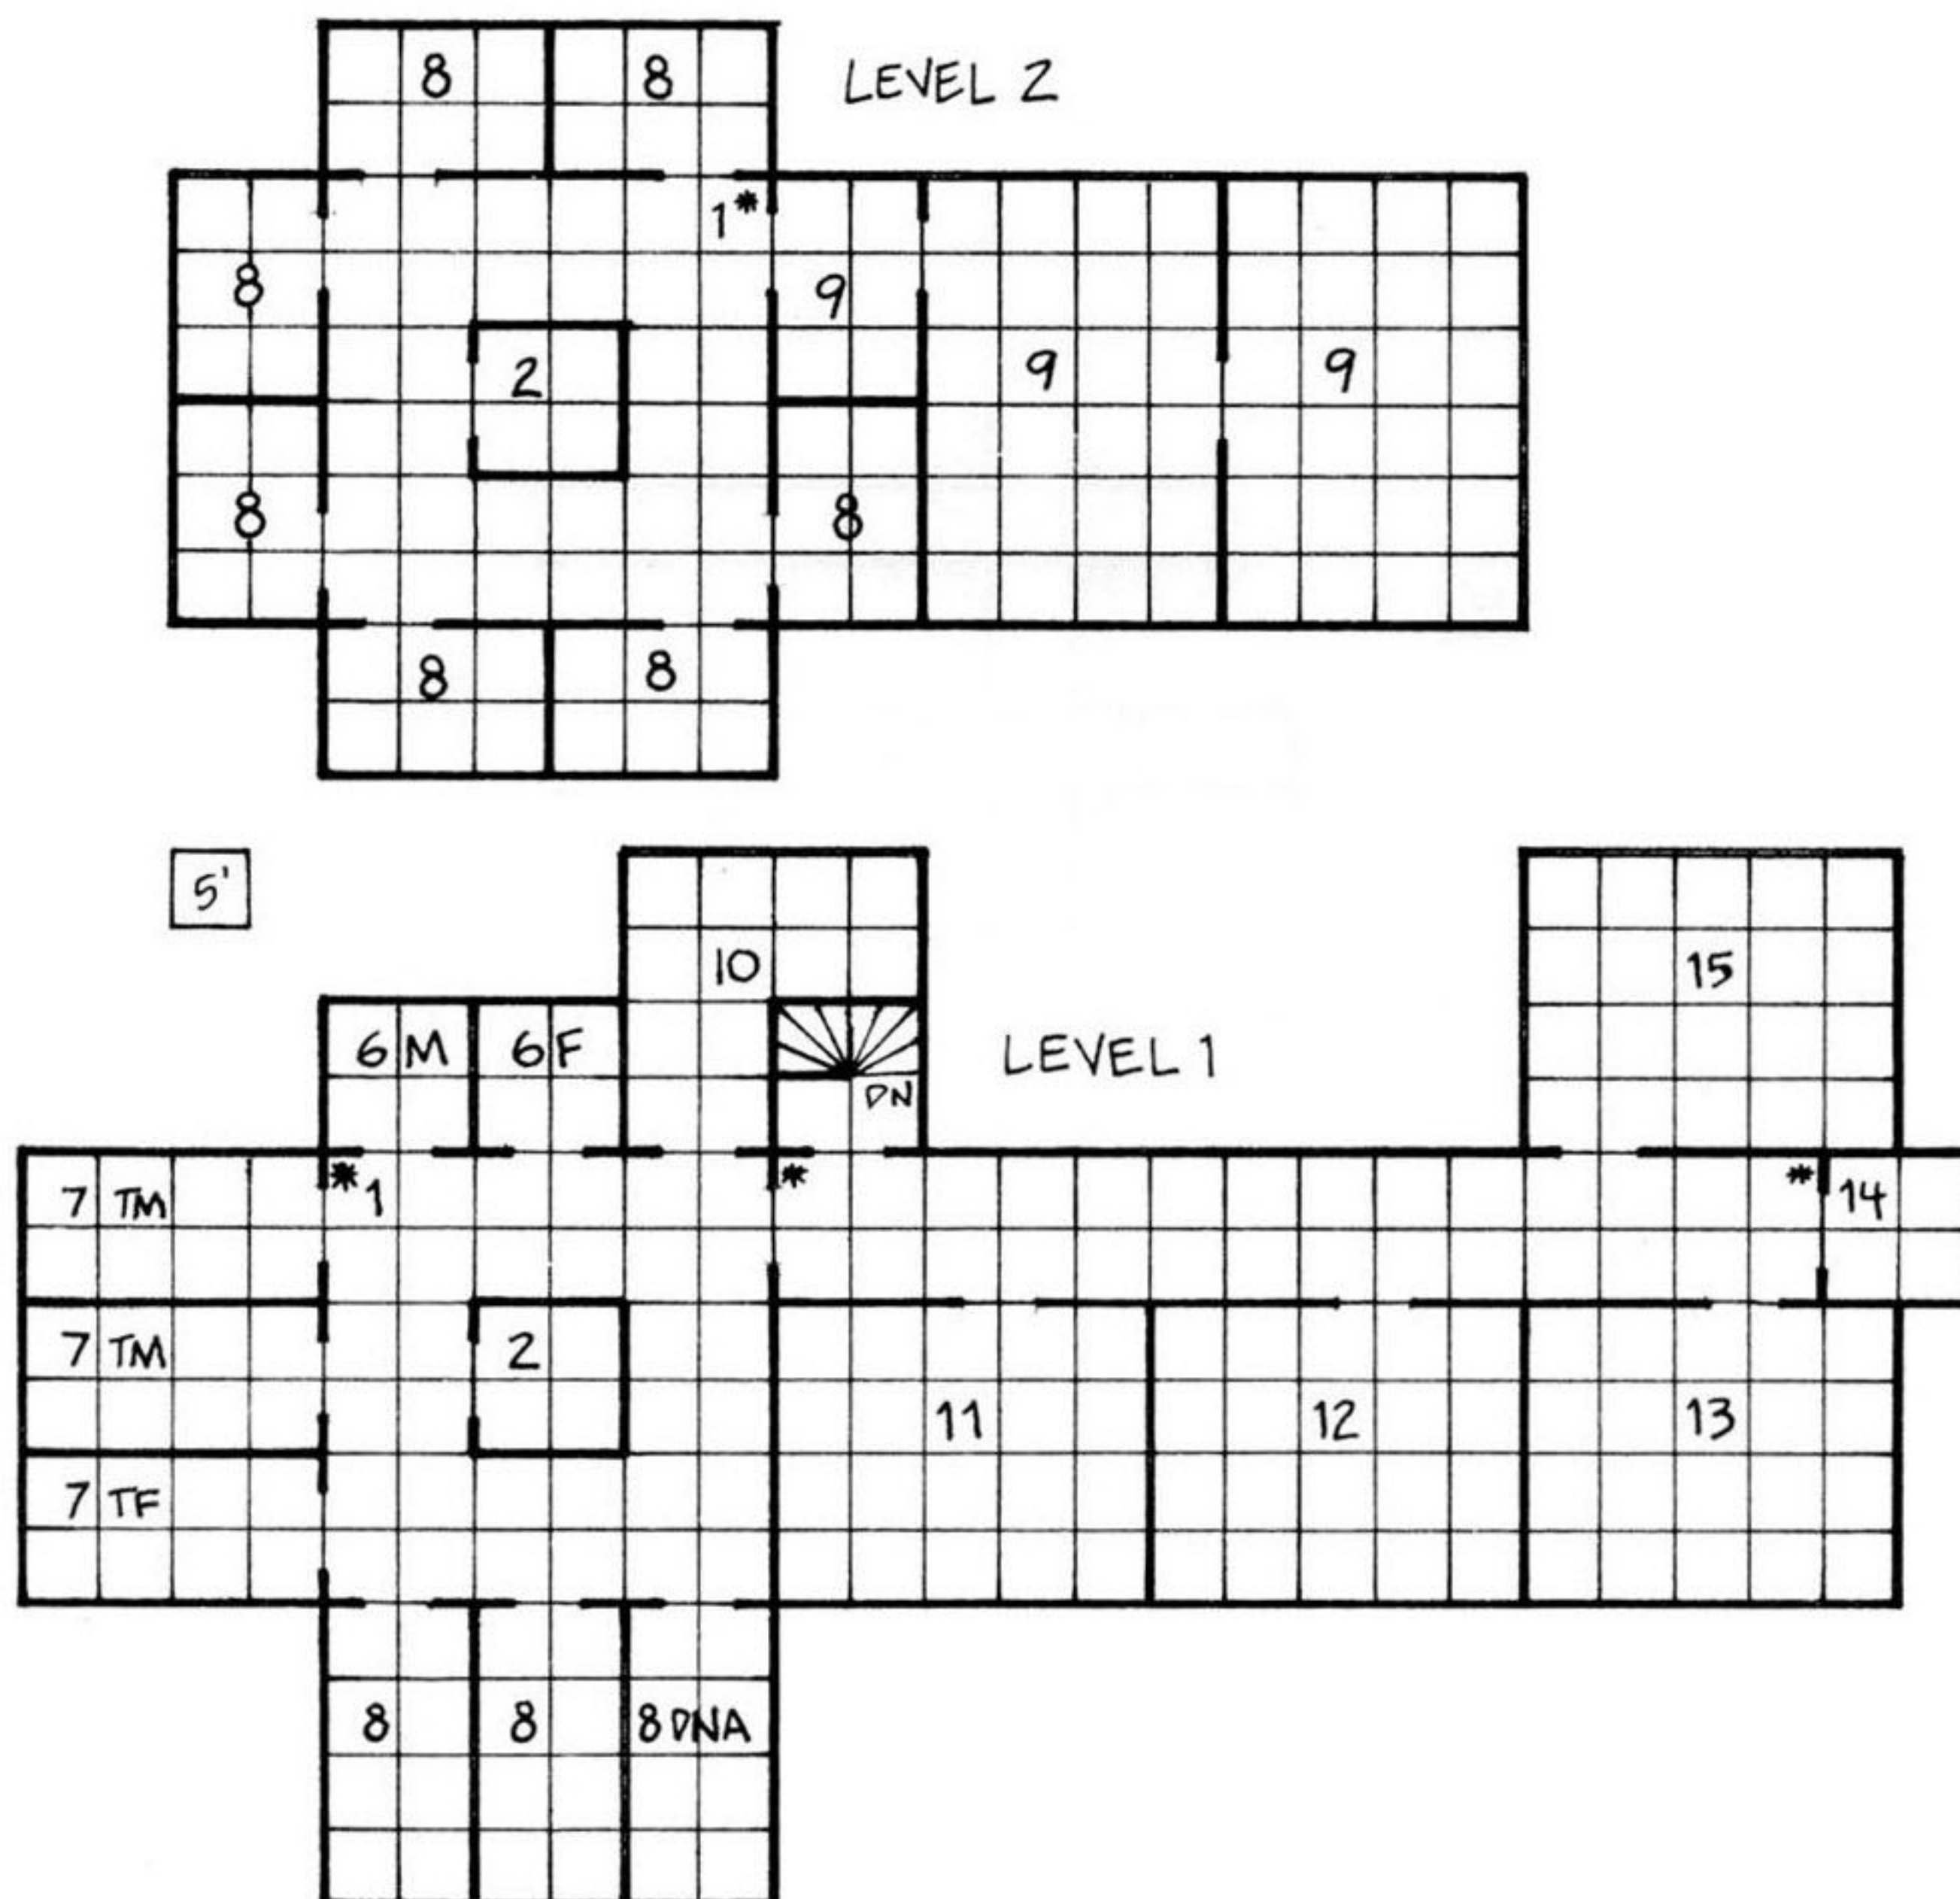 8 8 LEVEL 2
1*
8 9
2 9 9
8 8
8 8
5'
10 15
6 M 6 F LEVEL 1
DN
7 TM *1 * * 14
7 TM 2
11 12 13
7 TF
8 8 8 DNA